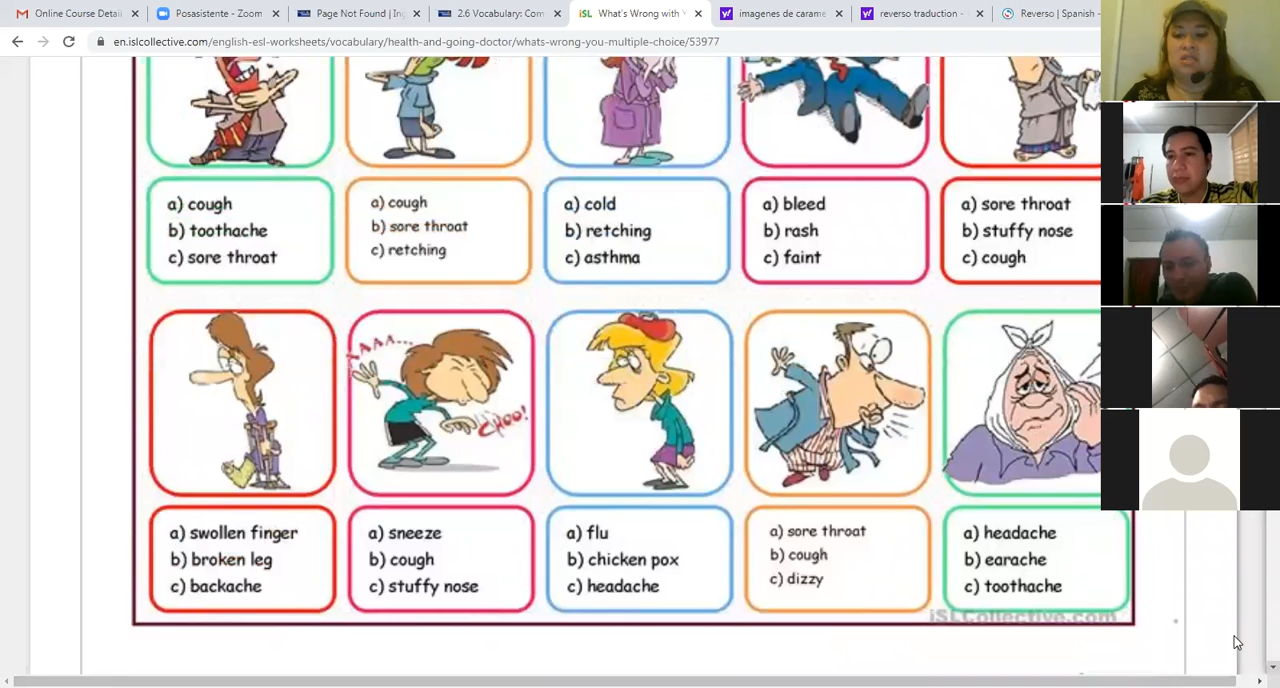 Online Course Detail
Posasistente - Zoom
Page Not Found | In
2.6 Vocabulary: Com
iSL What's Wrong with Y
imagenes de carame
reverso traduction -
Reverso | Spanish -
en.islcollective.com/english-esl-worksheets/vocabulary/health-and-going-doctor/whats-wrong-you-multiple-choice/53977
a) cough
b) toothache
c) sore throat
a) cough
b) sore throat
c) retching
a) cold
b) retching
c) asthma
a) bleed
b) rash
c) faint
a) sore throat
b) stuffy nose
c) cough
AAAA...
CHOO!
a) swollen finger
b) broken leg
c) backache
a) sneeze
b) cough
c) stuffy nose
a) flu
b) chicken pox
c) headache
a) sore throat
b) cough
c) dizzy
a) headache
b) earache
c) toothache
iSLCollective.com